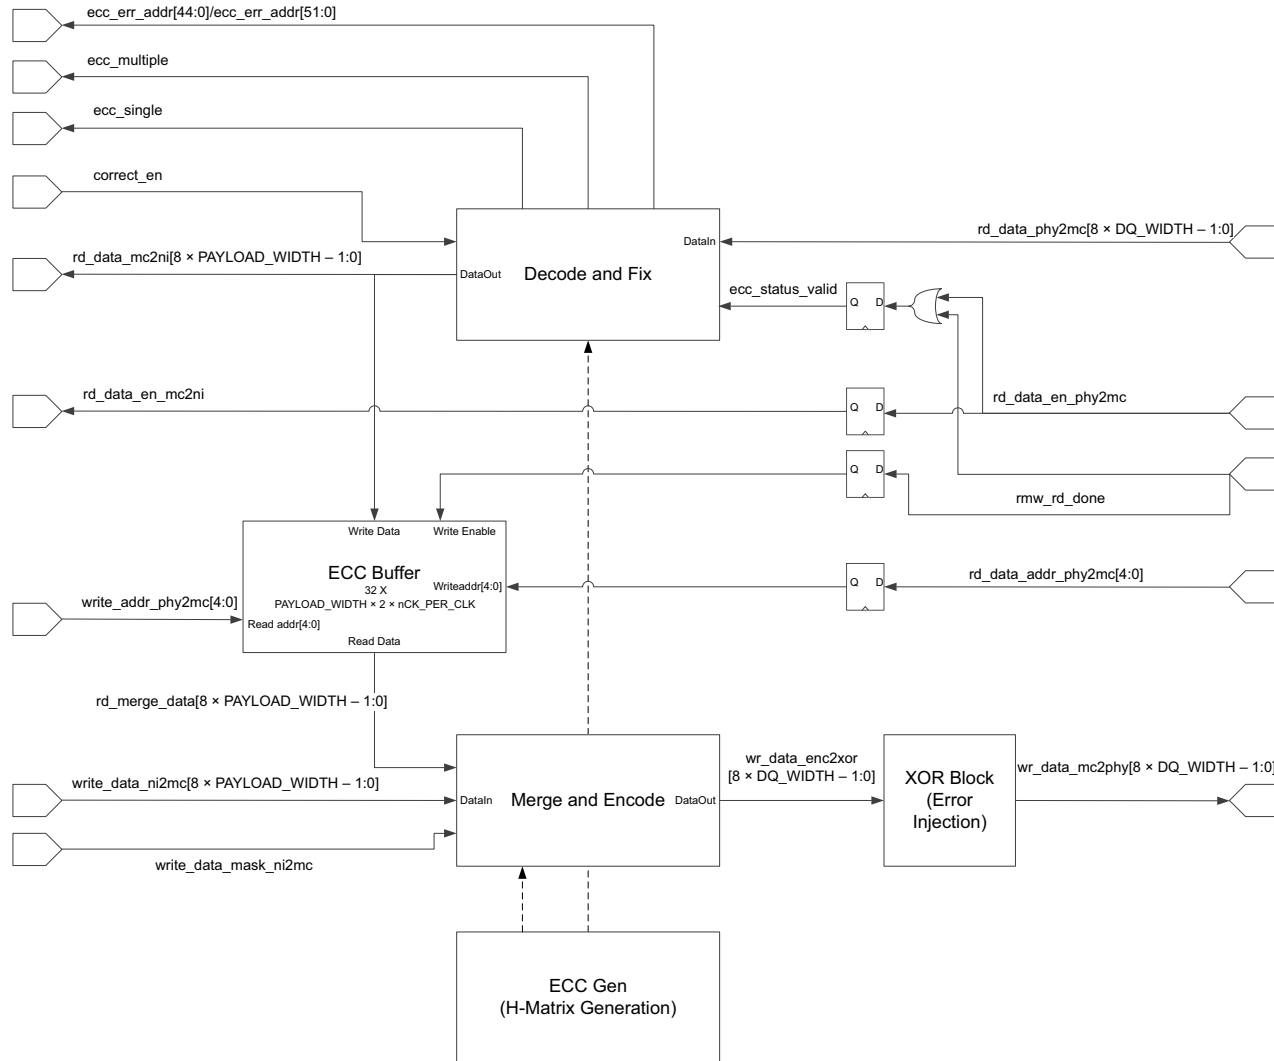 ecc_err_addr[44:0]/ecc_err_addr[51:0]
ecc_multiple
ecc_single
correct_en
rd_data_mc2ni[8 × PAYLOAD_WIDTH – 1:0]
DataOut
Decode and Fix
DataIn
rd_data_phy2mc[8 × DQ_WIDTH – 1:0]
ecc_status_valid
Q
D
rd_data_en_mc2ni
Q
D
rd_data_en_phy2mc
Q
D
rmw_rd_done
Write Data
Write Enable
ECC Buffer
32 X
PAYLOAD_WIDTH × 2 × nCK_PER_CLK
Writeaddr[4:0]
Read addr[4:0]
Read Data
write_addr_phy2mc[4:0]
Q
D
rd_data_addr_phy2mc[4:0]
rd_merge_data[8 × PAYLOAD_WIDTH – 1:0]
write_data_ni2mc[8 × PAYLOAD_WIDTH – 1:0]
write_data_mask_ni2mc
DataIn
Merge and Encode
DataOut
wr_data_enc2xor
[8 × DQ_WIDTH – 1:0]
XOR Block
(Error
Injection)
wr_data_mc2phy[8 × DQ_WIDTH – 1:0]
ECC Gen
(H-Matrix Generation)